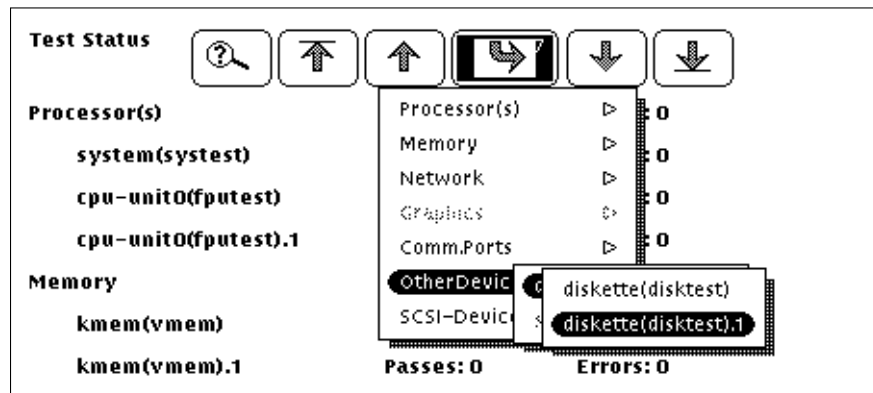 Test Status
Processor(s)
system(systest)
cpu-unit0(fputest)
cpu-unit0(fputest).1
Memory
kmem(vmem)
kmem(vmem).1
Passes: 0 Errors: 0
Processor(s)
Memory
Network
Graphics
Comm.Ports
OtherDevic
SCSI-Device
diskette(disktest)
diskette(disktest).1
: 0
: 0
: 0
: 0